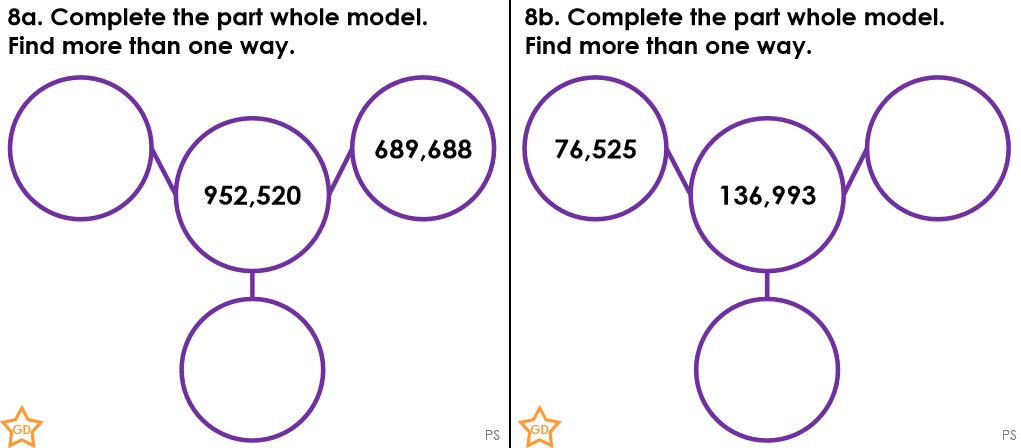 8a. Complete the part whole model.
Find more than one way.
689,688
952,520
GD
PS
8b. Complete the part whole model.
Find more than one way.
76,525
136,993
GD
PS